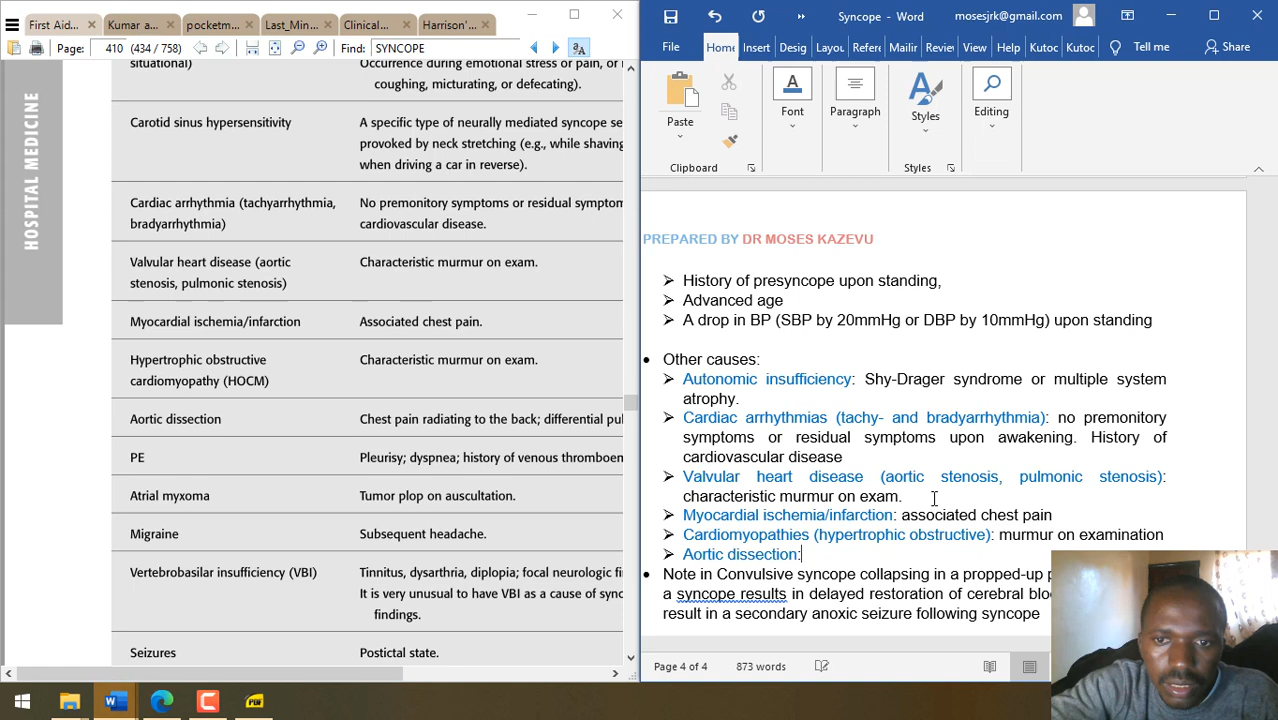 First Aid...
Kumar a...
pocketm...
Last_Min...
Clinical...
Harrison'...
Page: 410 (434 / 758)
Find: SYNCOPE
HOSPITAL MEDICINE
situational)
Occurrence during emotional stress or pain, or
coughing, micturating, or defecating).
Carotid sinus hypersensitivity
A specific type of neurally mediated syncope se
provoked by neck stretching (e.g., while shaving
when driving a car in reverse).
Cardiac arrhythmia (tachyarrhythmia,
bradyarrhythmia)
No premonitory symptoms or residual symptom
cardiovascular disease.
Valvular heart disease (aortic
stenosis, pulmonic stenosis)
Characteristic murmur on exam.
Myocardial ischemia/infarction
Associated chest pain.
Hypertrophic obstructive
cardiomyopathy (HOCM)
Characteristic murmur on exam.
Aortic dissection
Chest pain radiating to the back; differential pul
PE
Pleurisy; dyspnea; history of venous thromboem
Atrial myxoma
Tumor plop on auscultation.
Migraine
Subsequent headache.
Vertebrobasilar insufficiency (VBI)
Tinnitus, dysarthria, diplopia; focal neurologic fi
It is very unusual to have VBI as a cause of sync
findings.
Seizures
Postictal state.
Syncope - Word
mosesjrk@gmail.com
File Home Insert Desig Layou Refere Mailir Review View Help Kutoc Kutoc Tell me Share
Paste
Font
Paragraph
Styles
Editing
Clipboard
Styles
PREPARED BY DR MOSES KAZEVU
➢ History of presyncope upon standing,
➢ Advanced age
➢ A drop in BP (SBP by 20mmHg or DBP by 10mmHg) upon standing
• Other causes:
➢ Autonomic insufficiency: Shy-Drager syndrome or multiple system
atrophy.
➢ Cardiac arrhythmias (tachy- and bradyarrhythmia): no premonitory
symptoms or residual symptoms upon awakening. History of
cardiovascular disease
➢ Valvular heart disease (aortic stenosis, pulmonic stenosis):
characteristic murmur on exam.
➢ Myocardial ischemia/infarction: associated chest pain
➢ Cardiomyopathies (hypertrophic obstructive): murmur on examination
➢ Aortic dissection:
• Note in Convulsive syncope collapsing in a propped-up p
a syncope results in delayed restoration of cerebral bloo
result in a secondary anoxic seizure following syncope
Page 4 of 4
873 words